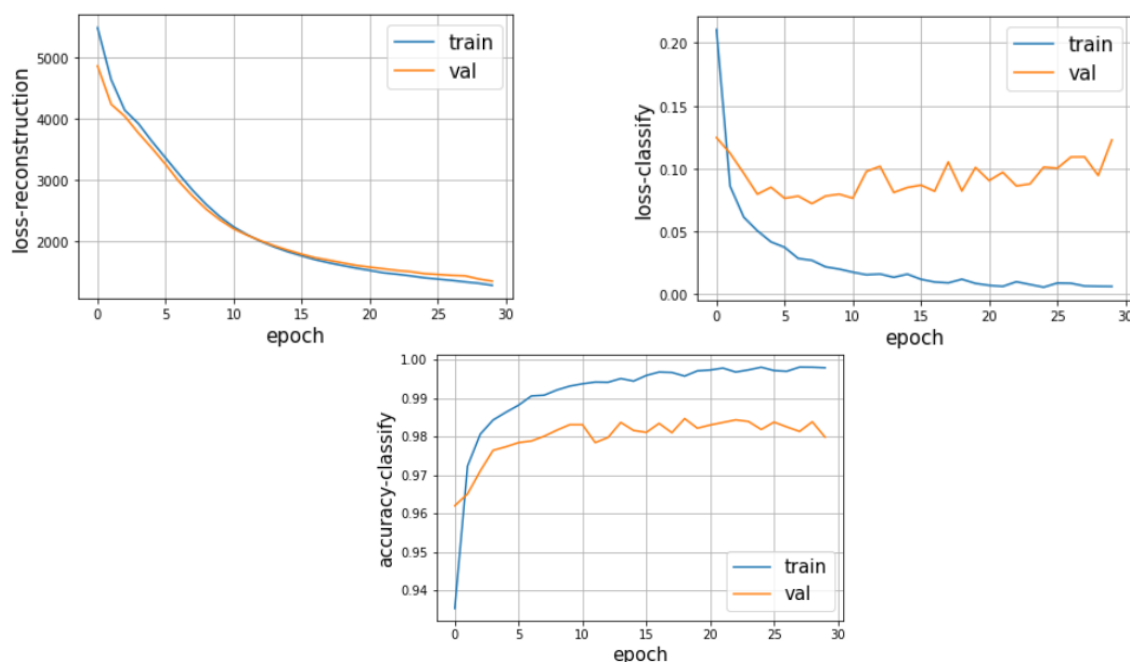 train
val
5000
4000
3000
2000
loss-reconstruction
0 5 10 15 20 25 30
epoch
train
val
0.20
0.15
0.10
0.05
0.00
loss-classify
0 5 10 15 20 25 30
epoch
1.00
0.99
0.98
0.97
0.96
0.95
0.94
accuracy-classify
train
val
0 5 10 15 20 25 30
epoch